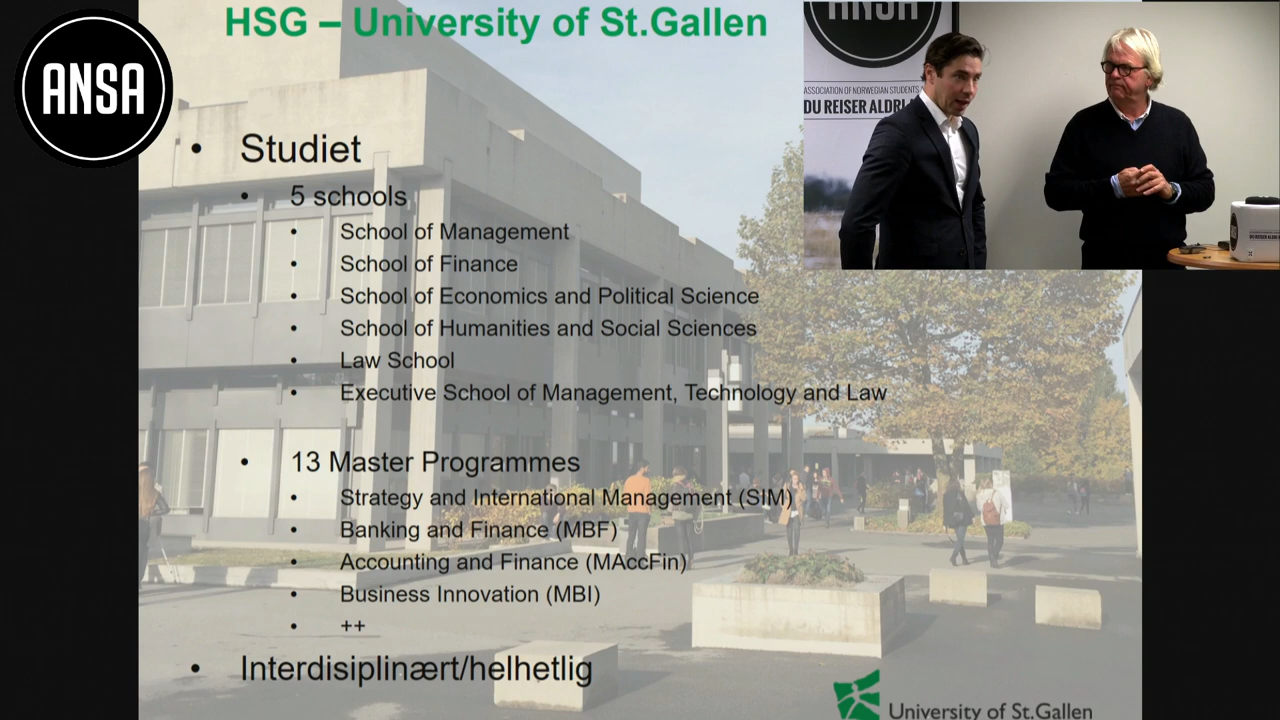 HSG – University of St.Gallen
ANSA
ANSA
ASSOCIATION OF NORWEGIAN STUDENTS A
DU REISER ALDRI
• Studiet
• 5 schools
• School of Management
• School of Finance
• School of Economics and Political Science
• School of Humanities and Social Sciences
• Law School
• Executive School of Management, Technology and Law
• 13 Master Programmes
• Strategy and International Management (SIM)
• Banking and Finance (MBF)
• Accounting and Finance (MAccFin)
• Business Innovation (MBI)
• ++
• Interdisiplinært/helhetlig
University of St.Gallen